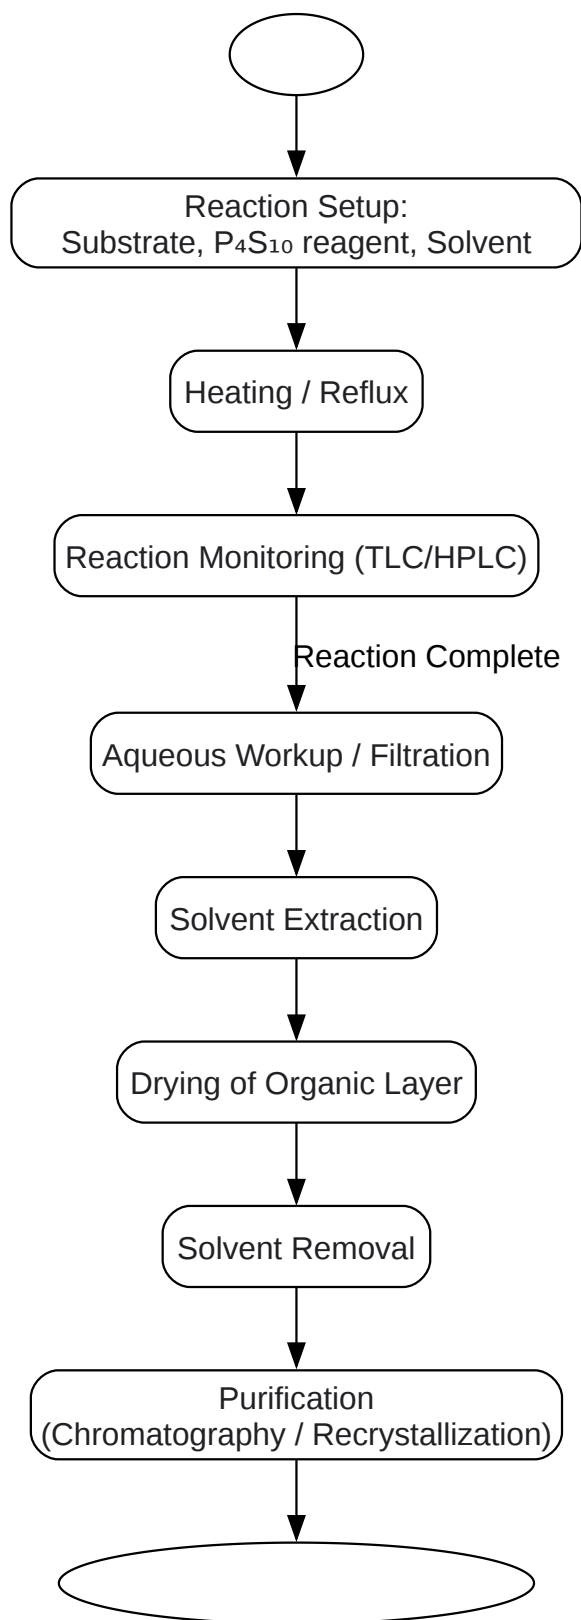 Reaction Setup:
Substrate, P₄S₁₀ reagent, Solvent
Heating / Reflux
Reaction Monitoring (TLC/HPLC)
Reaction Complete
Aqueous Workup / Filtration
Solvent Extraction
Drying of Organic Layer
Solvent Removal
Purification
(Chromatography / Recrystallization)